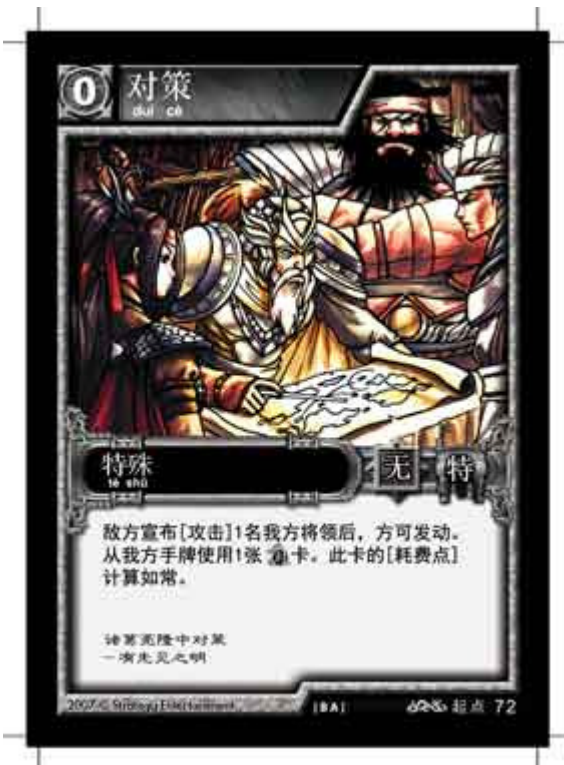 0
对策
duì cè
特殊
tè shū
无 特
敌方宣布[攻击]1名我方将领后，方可发动。
从我方手牌使用1张 卡。此卡的[耗费点]
计算如常。
诸葛亮隆中对策
－有先见之明
2007 © Strategy Entertainment
[BA]
起点 72